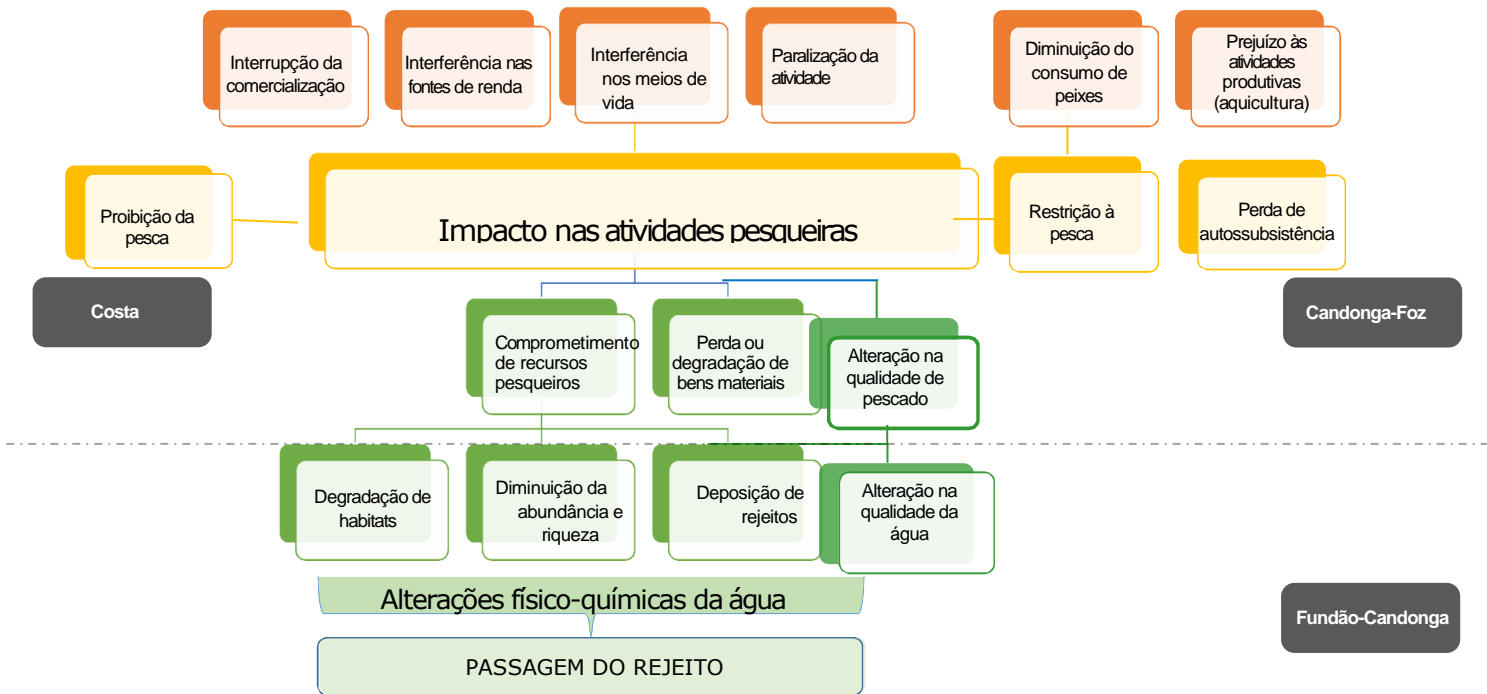 Interrupção da
comercialização
Interferência nas
fontes de renda
Interferência
nos meios de
vida
Paralização da
atividade
Diminuição do
consumo de
peixes
Prejuízo às
atividades
produtivas
(aquicultura)
Proibição da
pesca
Impacto nas atividades pesqueiras
Restrição à
pesca
Perda de
autossubsistência
Costa
Candonga-Foz
Comprometimento
de recursos
pesqueiros
Perda ou
degradação de
bens materiais
Alteração na
qualidade de
pescado
Degradação de
habitats
Diminuição da
abundância e
riqueza
Deposição de
rejeitos
Alteração na
qualidade da
água
Alterações físico-químicas da água
Fundão-Candonga
PASSAGEM DO REJEITO